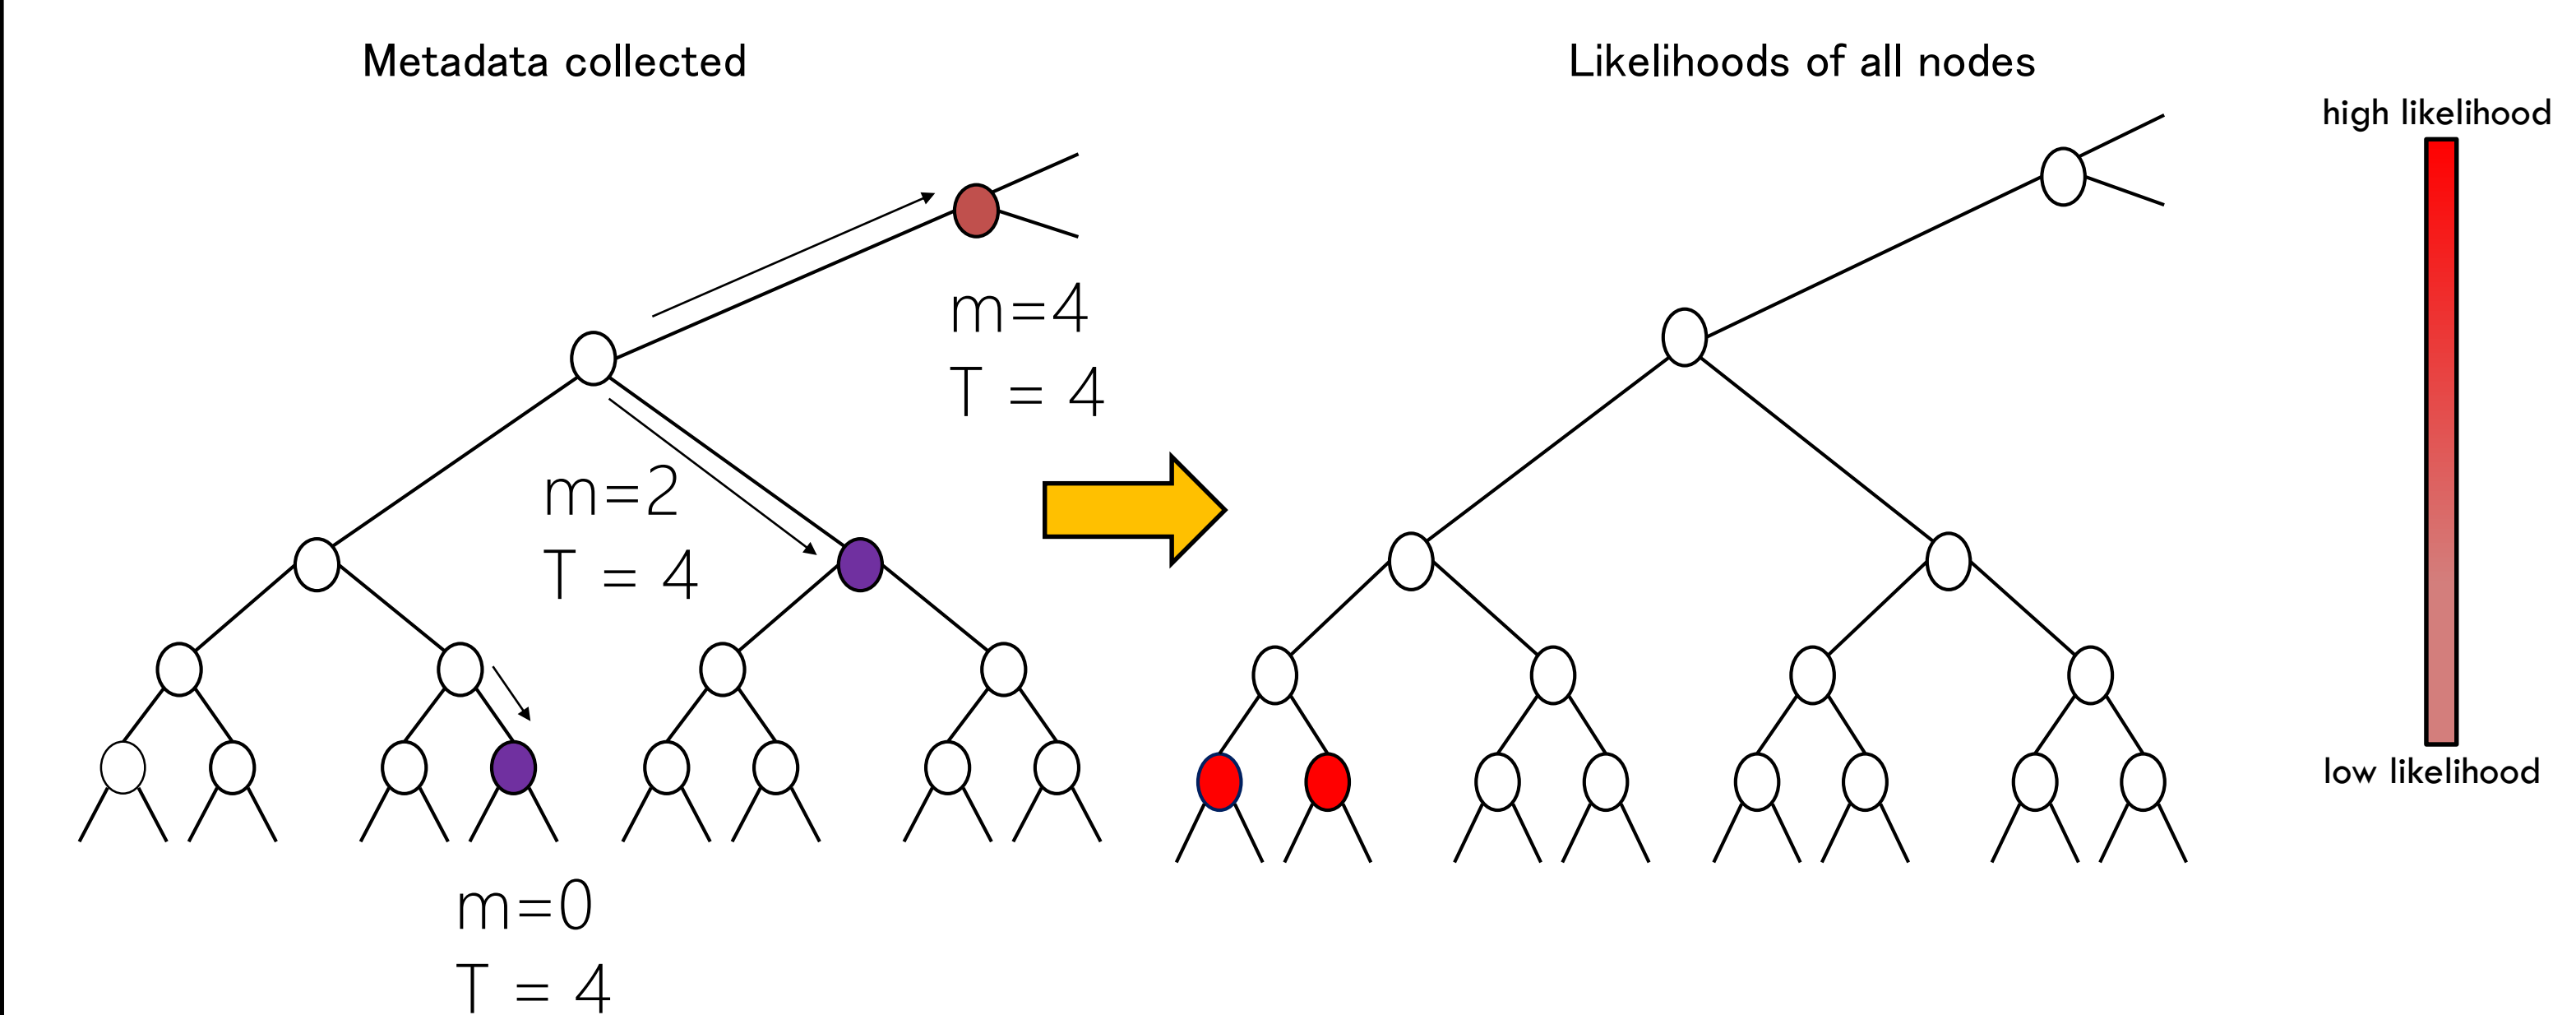 Metadata collected
Likelihoods of all nodes
high likelihood
m=4
T = 4
m=2
T = 4
low likelihood
m=0
T = 4